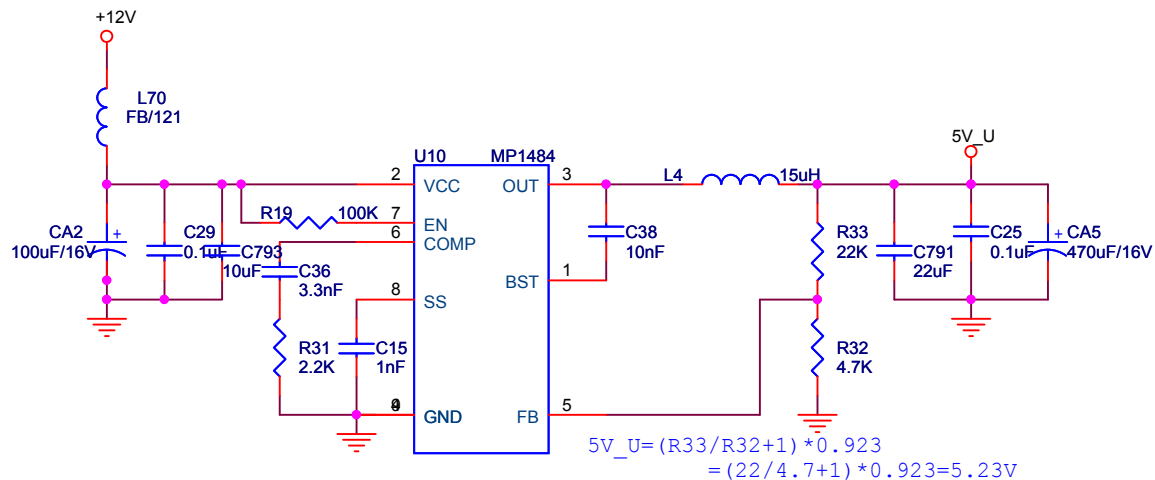 +12V
L70
FB/121
5V_U
U10 MP1484
2 VCC OUT 3 L4 15uH
R19 100K 7 EN
6 COMP
CA2 100uF/16V
C29 0.1uF
C793 10uF
C36 3.3nF
C38 10nF
R33 22K
C791 22uF
C25 0.1uF
CA5 470uF/16V
+
+
BST 1
8 SS
R31 2.2K
C15 1nF
R32 4.7K
GND FB 5
5V_U=(R33/R32+1)*0.923
=(22/4.7+1)*0.923=5.23V